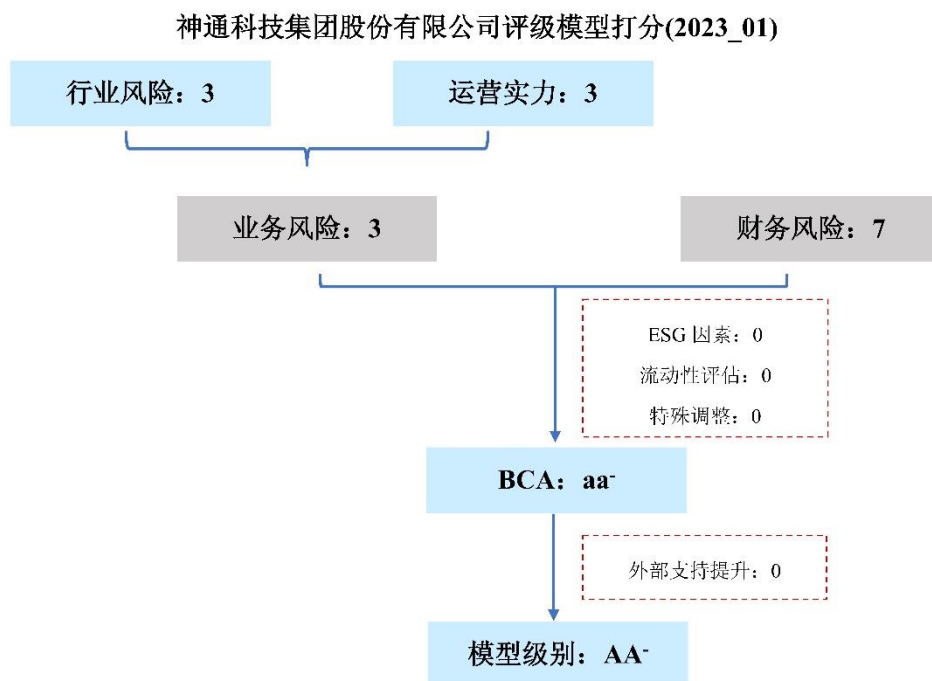 神通科技集团股份有限公司评级模型打分(2023_01)
行业风险：3
运营实力：3
业务风险：3
财务风险：7
ESG 因素：0
流动性评估：0
特殊调整：0
BCA：aa⁻
外部支持提升：0
模型级别：AA⁻